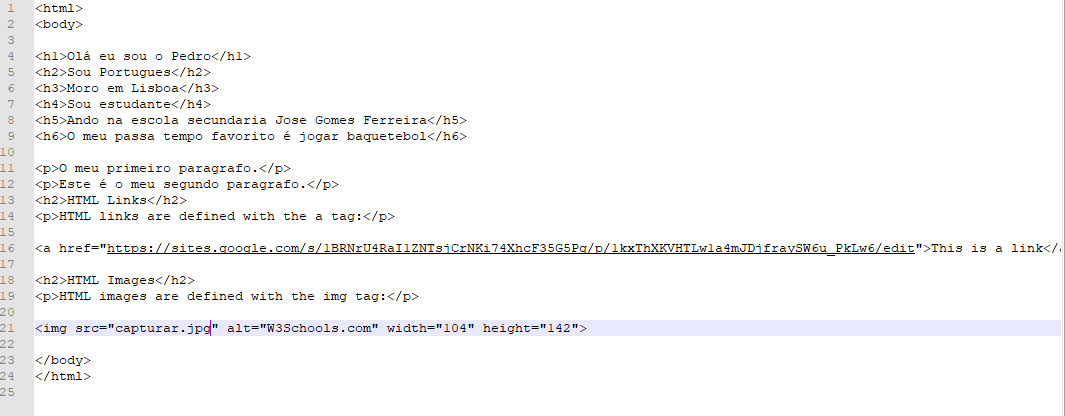 1 <html>
2 <body>
3
4 <h1>Olá eu sou o Pedro</h1>
5 <h2>Sou Portugues</h2>
6 <h3>Moro em Lisboa</h3>
7 <h4>Sou estudante</h4>
8 <h5>Ando na escola secundaria Jose Gomes Ferreira</h5>
9 <h6>O meu passa tempo favorito é jogar baquetebol</h6>
10
11 <p>O meu primeiro paragrafo.</p>
12 <p>Este é o meu segundo paragrafo.</p>
13 <h2>HTML Links</h2>
14 <p>HTML links are defined with the a tag:</p>
15
16 <a href="https://sites.google.com/s/1BRNrU4RaI1ZNTsjCrNKi74XhcF35G5Pg/p/1kxThXKVHTLw1a4mJDjfraySW6u_PkLw6/edit">This is a link</
17
18 <h2>HTML Images</h2>
19 <p>HTML images are defined with the img tag:</p>
20
21 <img src="capturar.jpg" alt="W3Schools.com" width="104" height="142">
22
23 </body>
24 </html>
25